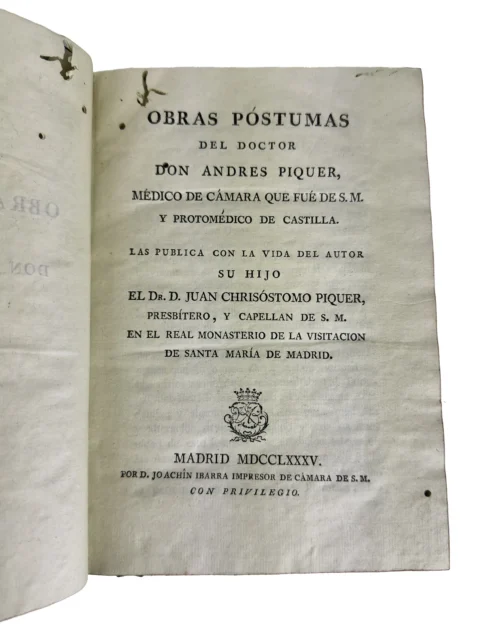 OBRAS PÓSTUMAS
DEL DOCTOR
DON ANDRES PIQUER,
MÉDICO DE CÁMARA QUE FUÉ DE S. M.
Y PROTOMÉDICO DE CASTILLA.
LAS PUBLICA CON LA VIDA DEL AUTOR
SU HIJO
EL DR. D. JUAN CHRISÓSTOMO PIQUER,
PRESBÍTERO, Y CAPELLAN DE S. M.
EN EL REAL MONASTERIO DE LA VISITACION
DE SANTA MARÍA DE MADRID.
MADRID MDCCLXXXV.
POR D. JOACHÎN IBARRA IMPRESOR DE CÁMARA DE S. M.
CON PRIVILEGIO.